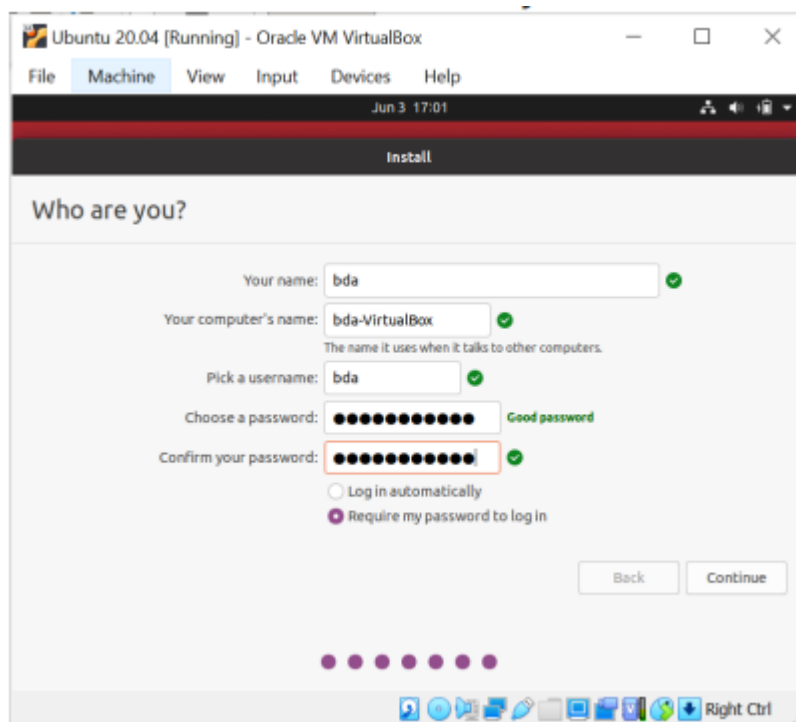 Ubuntu 20.04 [Running] - Oracle VM VirtualBox
File Machine View Input Devices Help
Jun 3 17:01
Install
Who are you?
Your name: bda
Your computer's name: bda-VirtualBox
The name it uses when it talks to other computers.
Pick a username: bda
Choose a password: ●●●●●●●●●●● Good password
Confirm your password: ●●●●●●●●●●●
Log in automatically
Require my password to log in
Back Continue
Right Ctrl